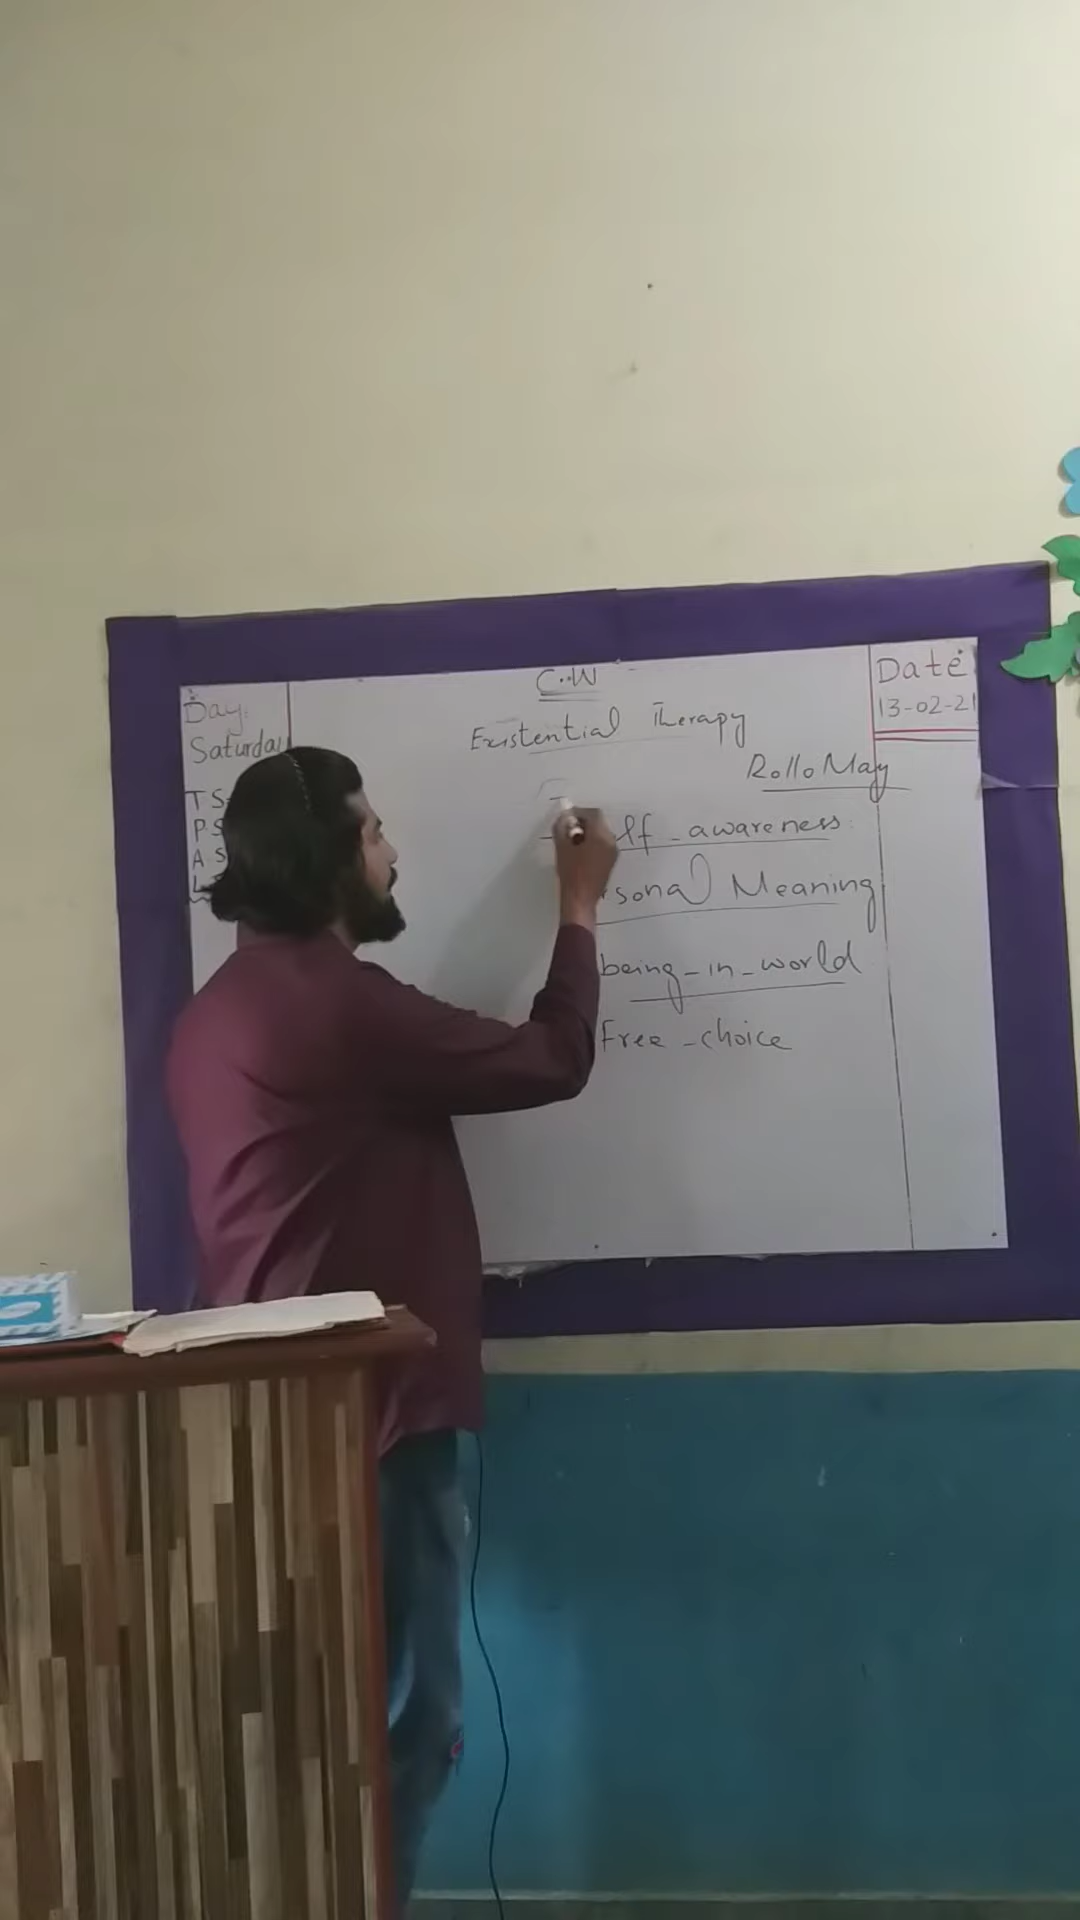 C.W
Date
13-02-21
Day:
Saturday
Existential Therapy
Rollo May
awareness
Meaning
being-in-world
Free-choice
T S
P S
A S